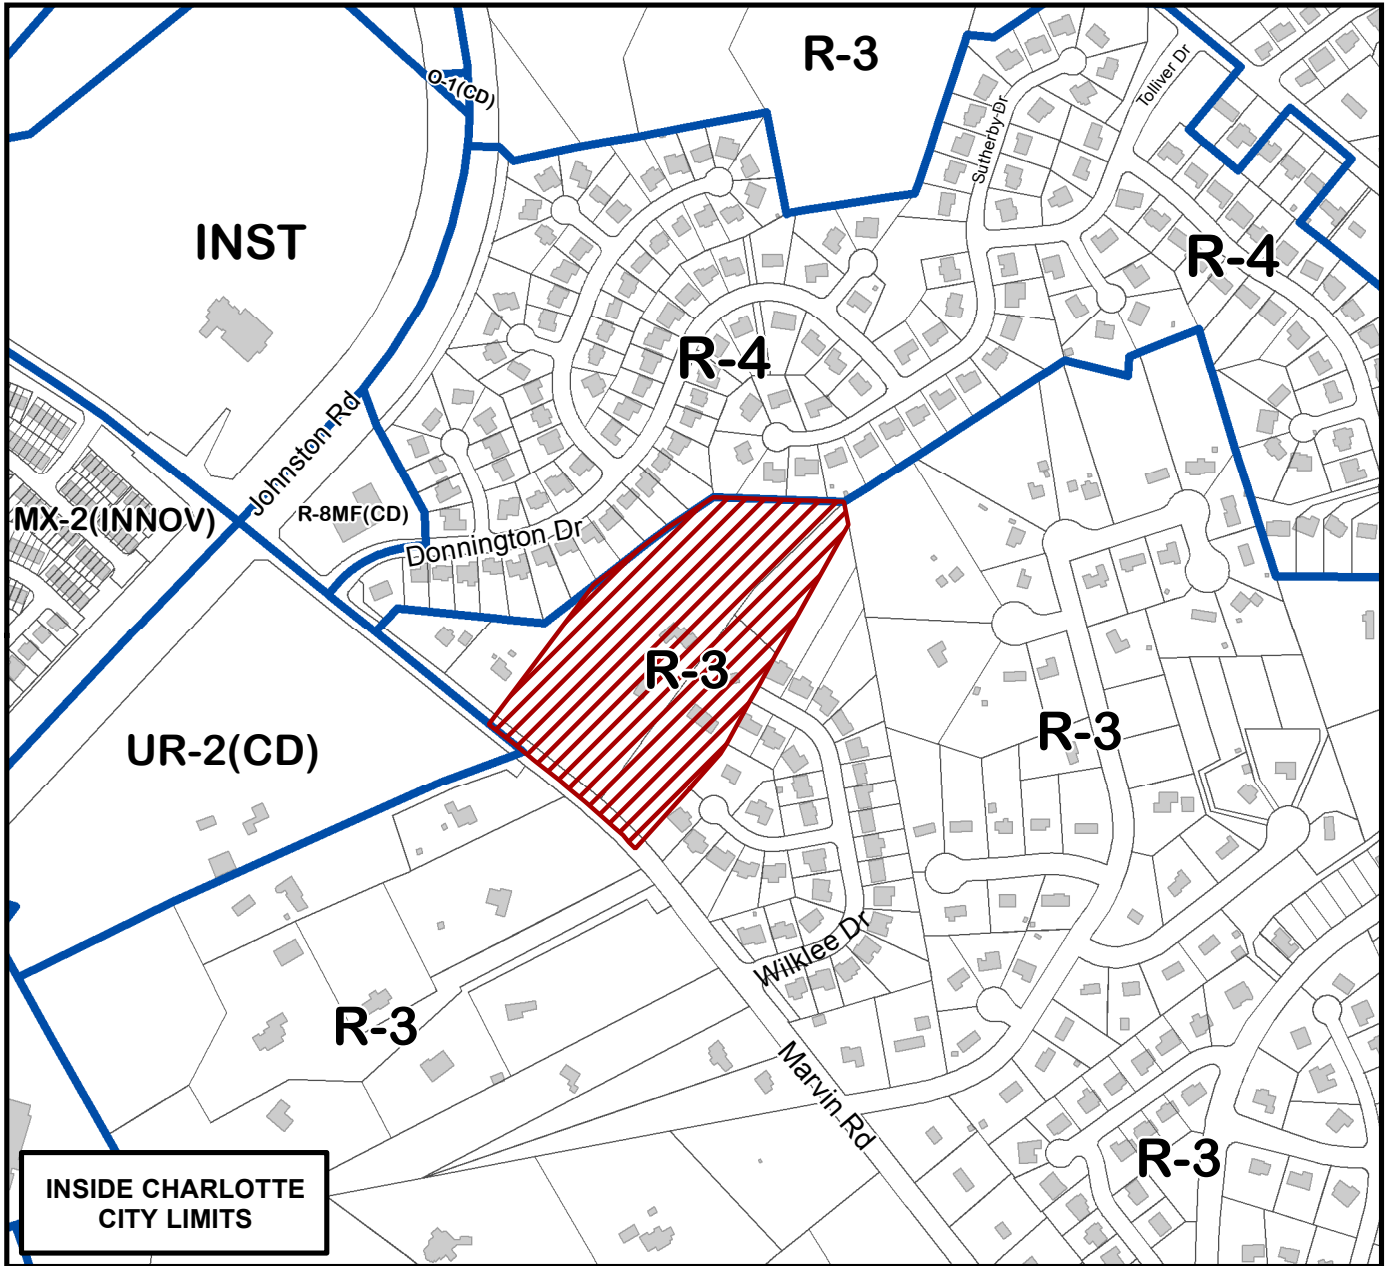 R-3
O-1(CD)
Tolliver Dr
Sutherby Dr
INST
R-4
R-4
Johnston Rd
MX-2(INNOV)
R-8MF(CD)
Donnington Dr
R-3
R-3
UR-2(CD)
Wilklee Dr
R-3
Marvin Rd
R-3
INSIDE CHARLOTTE
CITY LIMITS